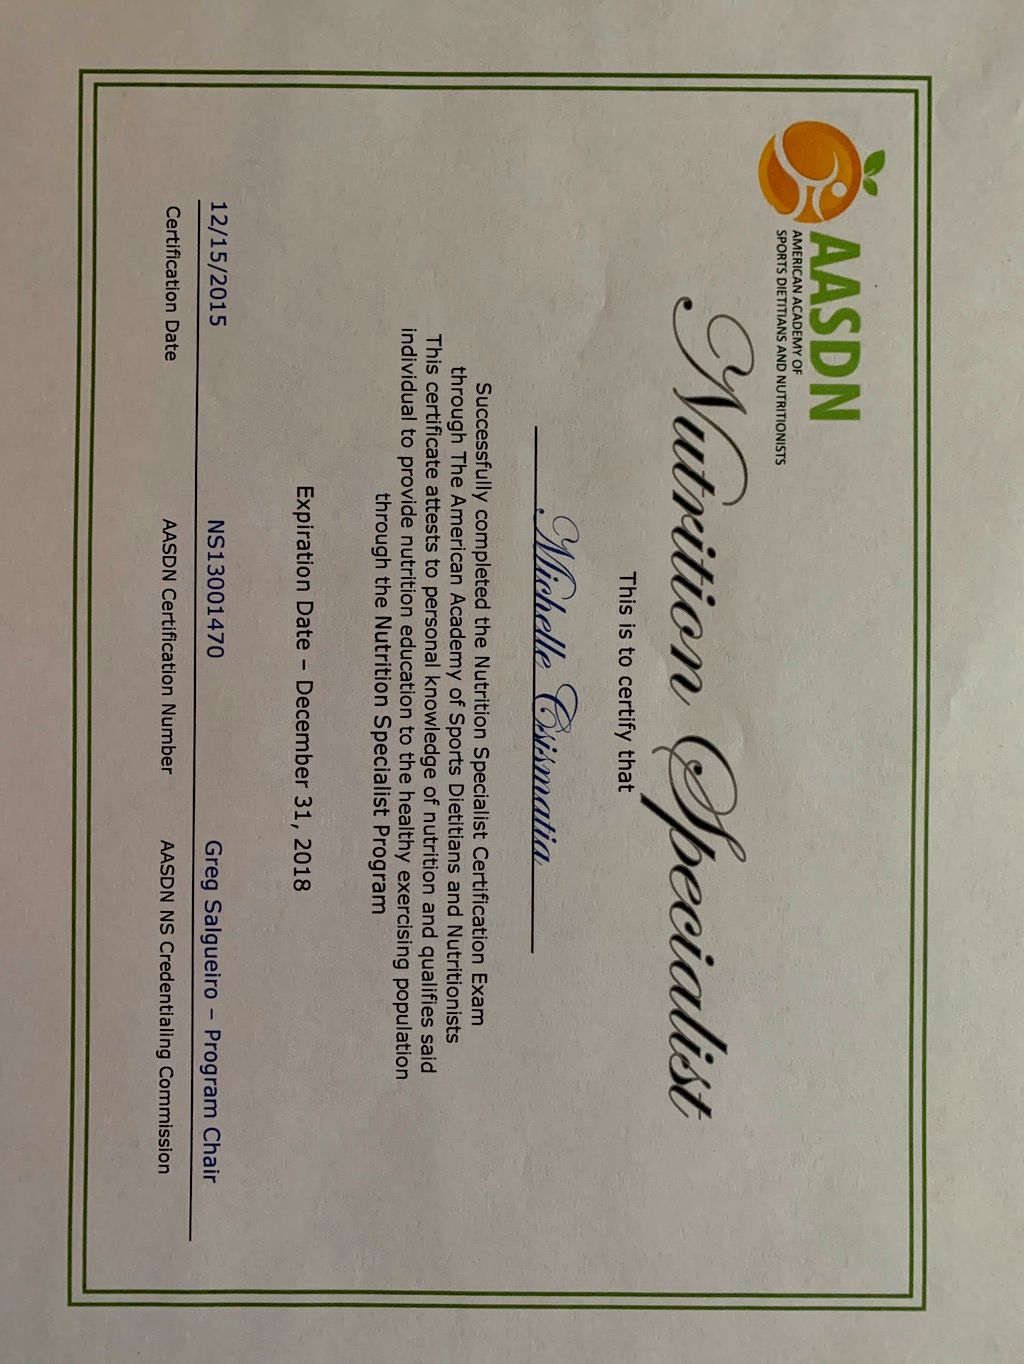 AASDN
AMERICAN ACADEMY OF
SPORTS DIETITIANS AND NUTRITIONISTS
Nutrition Specialist
This is to certify that
Michelle Csismatia
Successfully completed the Nutrition Specialist Certification Exam
through The American Academy of Sports Dietitians and Nutritionists
This certificate attests to personal knowledge of nutrition and qualifies said
individual to provide nutrition education to the healthy exercising population
through the Nutrition Specialist Program
Expiration Date – December 31, 2018
12/15/2015 NS13001470 Greg Salgueiro – Program Chair
Certification Date AASDN Certification Number AASDN NS Credentialing Commission